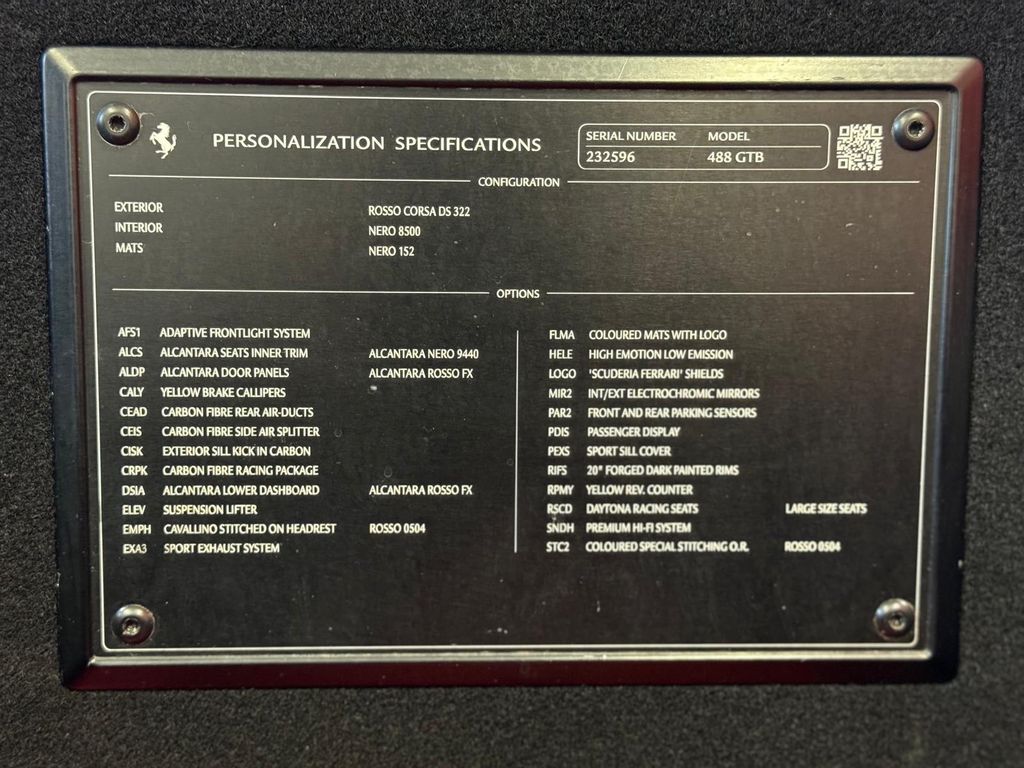 PERSONALIZATION SPECIFICATIONS
SERIAL NUMBER MODEL
232596 488 GTB
CONFIGURATION
EXTERIOR ROSSO CORSA DS 322
INTERIOR NERO 8500
MATS NERO 152
OPTIONS
AFS1 ADAPTIVE FRONTLIGHT SYSTEM
ALCS ALCANTARA SEATS INNER TRIM ALCANTARA NERO 9440
ALDP ALCANTARA DOOR PANELS ALCANTARA ROSSO FX
CALY YELLOW BRAKE CALLIPERS
CEAD CARBON FIBRE REAR AIR-DUCTS
CEIS CARBON FIBRE SIDE AIR SPLITTER
CISK EXTERIOR SILL KICK IN CARBON
CRPK CARBON FIBRE RACING PACKAGE
DSIA ALCANTARA LOWER DASHBOARD ALCANTARA ROSSO FX
ELEV SUSPENSION LIFTER
EMPH CAVALLINO STITCHED ON HEADREST ROSSO 0504
EXA3 SPORT EXHAUST SYSTEM
FLMA COLOURED MATS WITH LOGO
HELE HIGH EMOTION LOW EMISSION
LOGO 'SCUDERIA FERRARI' SHIELDS
MIR2 INT/EXT ELECTROCHROMIC MIRRORS
PAR2 FRONT AND REAR PARKING SENSORS
PDIS PASSENGER DISPLAY
PEXS SPORT SILL COVER
RIFS 20" FORGED DARK PAINTED RIMS
RPMY YELLOW REV. COUNTER
RSCD DAYTONA RACING SEATS LARGE SIZE SEATS
SNDH PREMIUM HI-FI SYSTEM
STC2 COLOURED SPECIAL STITCHING O.R. ROSSO 0504